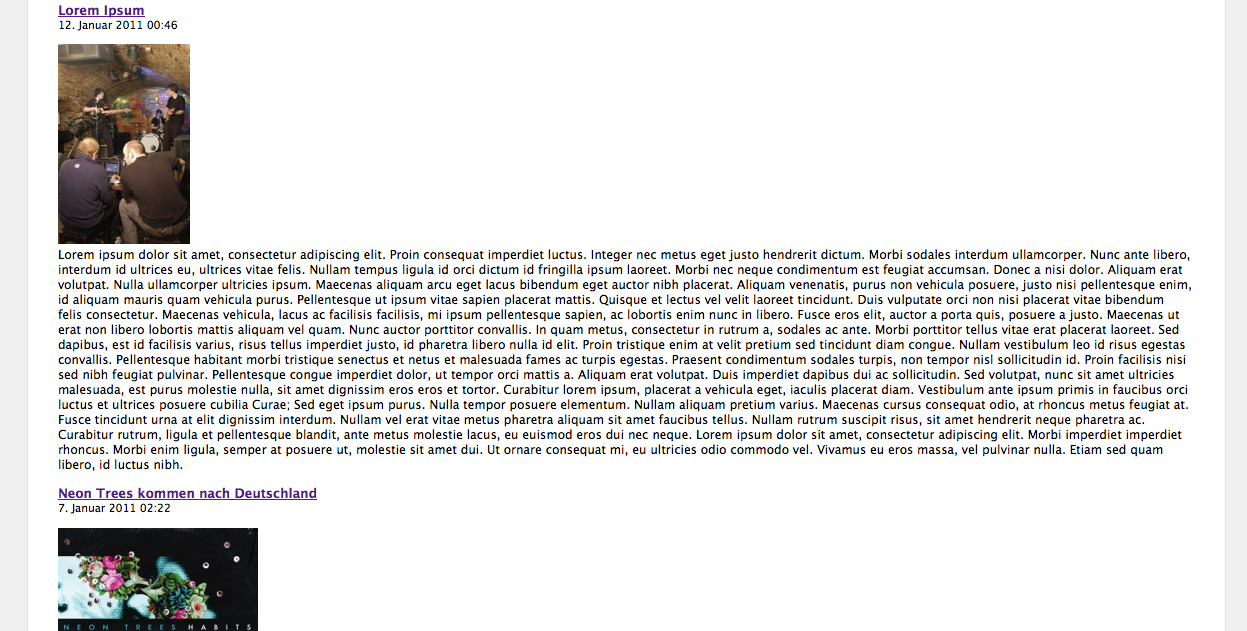 Lorem Ipsum
12. Januar 2011 00:46
Lorem ipsum dolor sit amet, consectetur adipiscing elit. Proin consequat imperdiet luctus. Integer nec metus eget justo hendrerit dictum. Morbi sodales interdum ullamcorper. Nunc ante libero,
interdum id ultrices eu, ultrices vitae felis. Nullam tempus ligula id orci dictum id fringilla ipsum laoreet. Morbi nec neque condimentum est feugiat accumsan. Donec a nisi dolor. Aliquam erat
volutpat. Nulla ullamcorper ultricies ipsum. Maecenas aliquam arcu eget lacus bibendum eget auctor nibh placerat. Aliquam venenatis, purus non vehicula posuere, justo nisi pellentesque enim,
id aliquam mauris quam vehicula purus. Pellentesque ut ipsum vitae sapien placerat mattis. Quisque et lectus vel velit laoreet tincidunt. Duis vulputate orci non nisi placerat vitae bibendum
felis consectetur. Maecenas vehicula, lacus ac facilisis facilisis, mi ipsum pellentesque sapien, ac lobortis enim nunc in libero. Fusce eros elit, auctor a porta quis, posuere a justo. Maecenas ut
erat non libero lobortis mattis aliquam vel quam. Nunc auctor porttitor convallis. In quam metus, consectetur in rutrum a, sodales ac ante. Morbi porttitor tellus vitae erat placerat laoreet. Sed
dapibus, est id facilisis varius, risus tellus imperdiet justo, id pharetra libero nulla id elit. Proin tristique enim at velit pretium sed tincidunt diam congue. Nullam vestibulum leo id risus egestas
convallis. Pellentesque habitant morbi tristique senectus et netus et malesuada fames ac turpis egestas. Praesent condimentum sodales turpis, non tempor nisl sollicitudin id. Proin facilisis nisi
sed nibh feugiat pulvinar. Pellentesque congue imperdiet dolor, ut tempor orci mattis a. Aliquam erat volutpat. Duis imperdiet dapibus dui ac sollicitudin. Sed volutpat, nunc sit amet ultricies
malesuada, est purus molestie nulla, sit amet dignissim eros eros et tortor. Curabitur lorem ipsum, placerat a vehicula eget, iaculis placerat diam. Vestibulum ante ipsum primis in faucibus orci
luctus et ultrices posuere cubilia Curae; Sed eget ipsum purus. Nulla tempor posuere elementum. Nullam aliquam pretium varius. Maecenas cursus consequat odio, at rhoncus metus feugiat at.
Fusce tincidunt urna at elit dignissim interdum. Nullam vel erat vitae metus pharetra aliquam sit amet faucibus tellus. Nullam rutrum suscipit risus, sit amet hendrerit neque pharetra ac.
Curabitur rutrum, ligula et pellentesque blandit, ante metus molestie lacus, eu euismod eros dui nec neque. Lorem ipsum dolor sit amet, consectetur adipiscing elit. Morbi imperdiet imperdiet
rhoncus. Morbi enim ligula, semper at posuere ut, molestie sit amet dui. Ut ornare consequat mi, eu ultricies odio commodo vel. Vivamus eu eros massa, vel pulvinar nulla. Etiam sed quam
libero, id luctus nibh.
Neon Trees kommen nach Deutschland
7. Januar 2011 02:22
NEON TREES HABITS